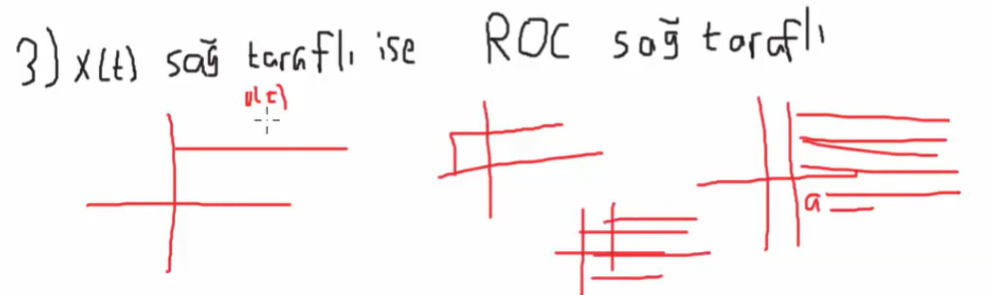 3) x(t) sağ taraflı ise ROC sağ taraflı
u(t)
a